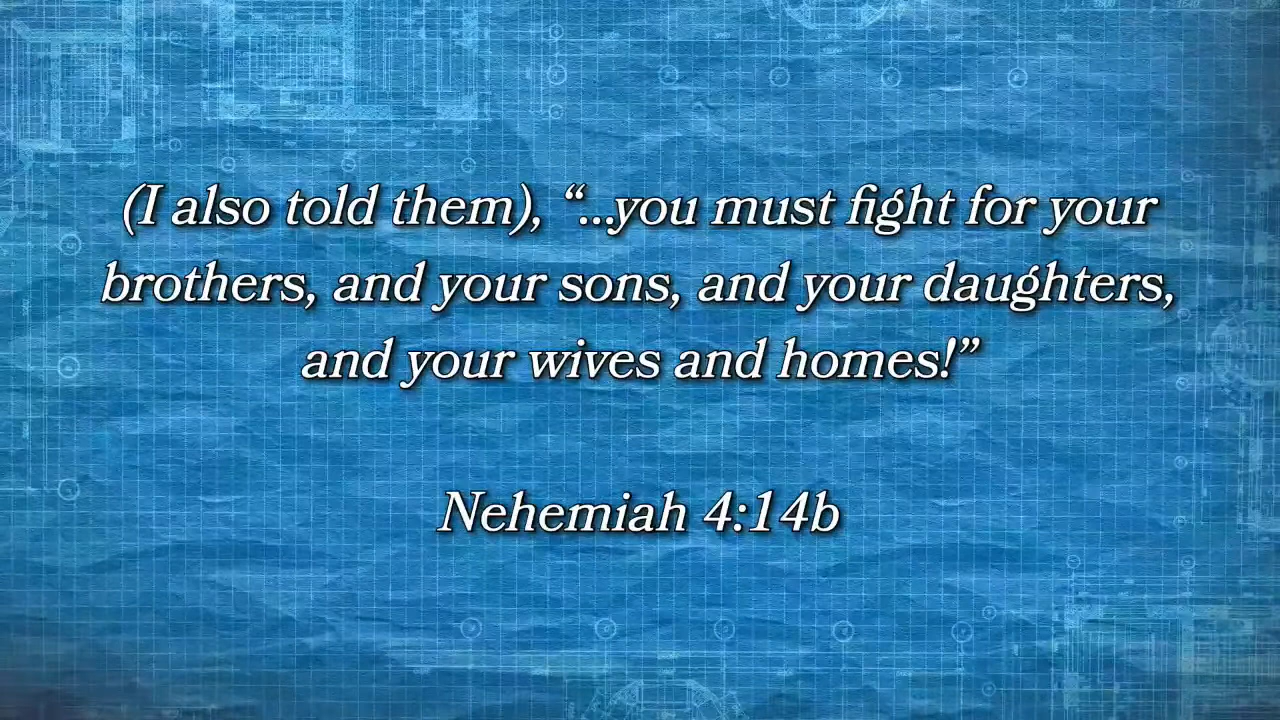 (I also told them), “...you must fight for your
brothers, and your sons, and your daughters,
and your wives and homes!”
Nehemiah 4:14b